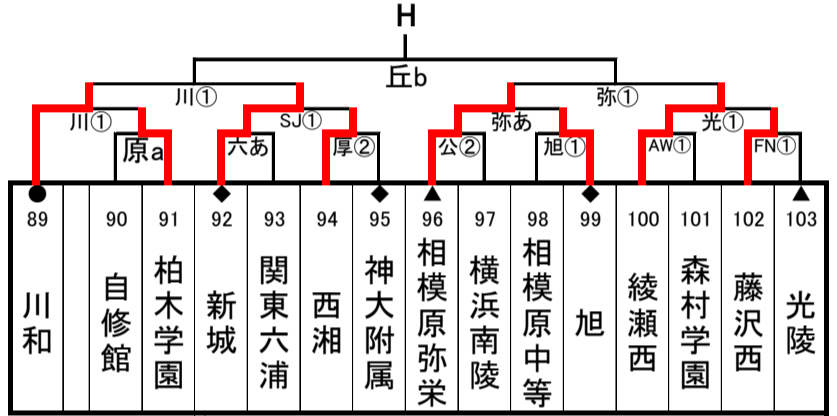 H
丘b
川① 弥①
川① SJ① 弥あ 光①
原a 六あ 厚② 公② 旭① AW① FN①
● ◆ ◆ ▲ ◆ ▲
89 90 91 92 93 94 95 96 97 98 99 100 101 102 103
川和
自修館
柏木学園
新城
関東六浦
西湘
神大附属
相模原弥栄
横浜南陵
相模原中等
旭
綾瀬西
森村学園
藤沢西
光陵